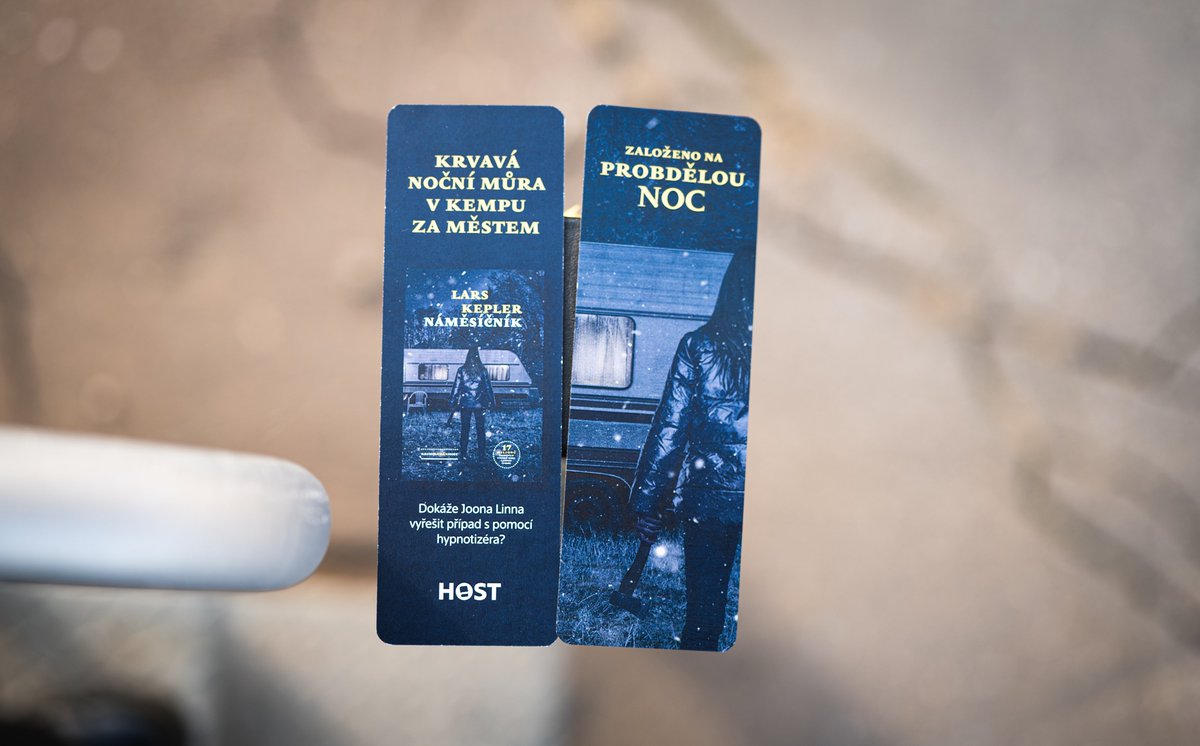 KRVAVÁ
NOČNÍ MŮRA
V KEMPU
ZA MĚSTEM
LARS
KEPLER
NÁMĚSÍČNÍK
17
Dokáže Joona Linna
vyřešit případ s pomocí
hypnotizéra?
HOST
ZALOŽENO NA
PROBDĚLOU
NOC